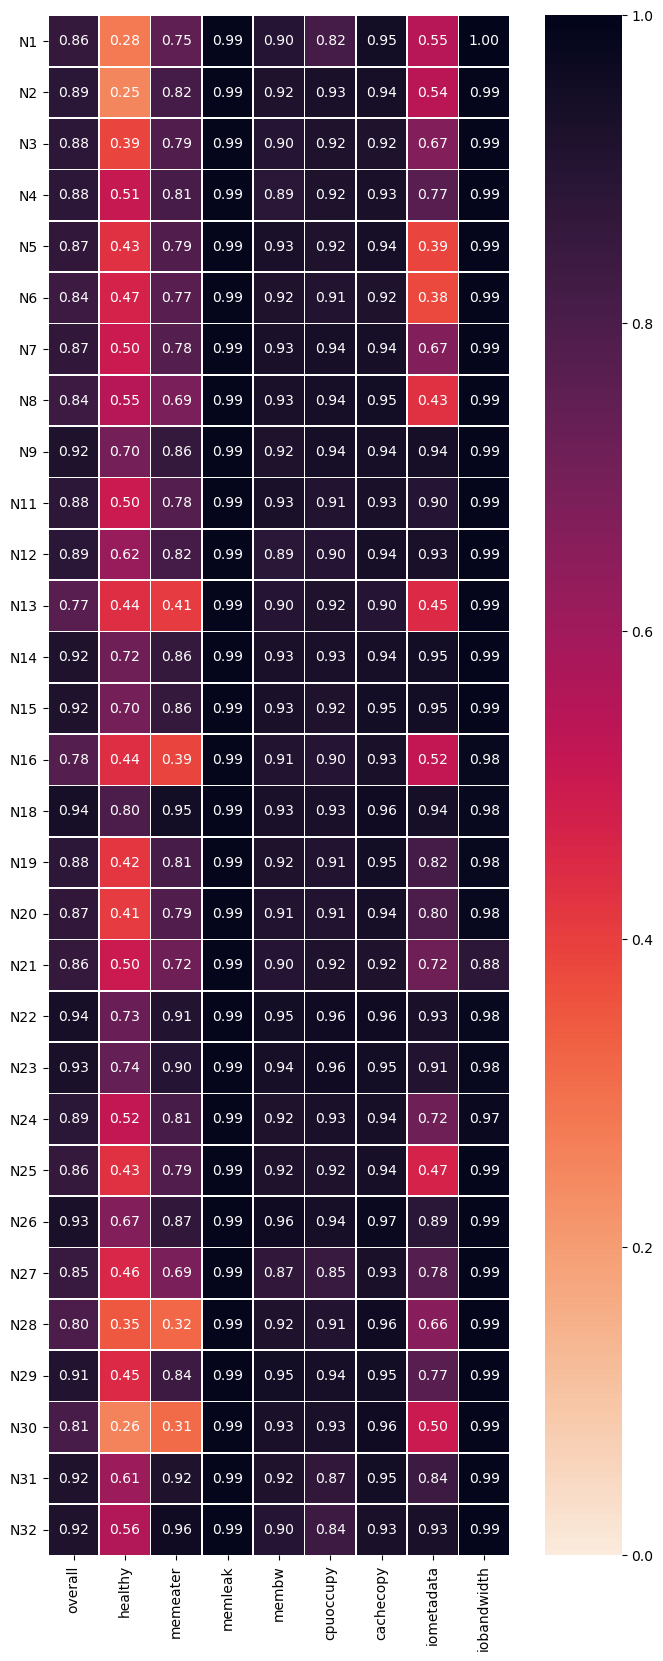 N1 0.86 0.28 0.75 0.99 0.90 0.82 0.95 0.55 1.00 1.0
N2 0.89 0.25 0.82 0.99 0.92 0.93 0.94 0.54 0.99
N3 0.88 0.39 0.79 0.99 0.90 0.92 0.92 0.67 0.99
N4 0.88 0.51 0.81 0.99 0.89 0.92 0.93 0.77 0.99
N5 0.87 0.43 0.79 0.99 0.93 0.92 0.94 0.39 0.99
N6 0.84 0.47 0.77 0.99 0.92 0.91 0.92 0.38 0.99
0.8
N7 0.87 0.50 0.78 0.99 0.93 0.94 0.94 0.67 0.99
N8 0.84 0.55 0.69 0.99 0.93 0.94 0.95 0.43 0.99
N9 0.92 0.70 0.86 0.99 0.92 0.94 0.94 0.94 0.99
N11 0.88 0.50 0.78 0.99 0.93 0.91 0.93 0.90 0.99
N12 0.89 0.62 0.82 0.99 0.89 0.90 0.94 0.93 0.99
N13 0.77 0.44 0.41 0.99 0.90 0.92 0.90 0.45 0.99
0.6
N14 0.92 0.72 0.86 0.99 0.93 0.93 0.94 0.95 0.99
N15 0.92 0.70 0.86 0.99 0.93 0.92 0.95 0.95 0.99
N16 0.78 0.44 0.39 0.99 0.91 0.90 0.93 0.52 0.98
N18 0.94 0.80 0.95 0.99 0.93 0.93 0.96 0.94 0.98
N19 0.88 0.42 0.81 0.99 0.92 0.91 0.95 0.82 0.98
N20 0.87 0.41 0.79 0.99 0.91 0.91 0.94 0.80 0.98
0.4
N21 0.86 0.50 0.72 0.99 0.90 0.92 0.92 0.72 0.88
N22 0.94 0.73 0.91 0.99 0.95 0.96 0.96 0.93 0.98
N23 0.93 0.74 0.90 0.99 0.94 0.96 0.95 0.91 0.98
N24 0.89 0.52 0.81 0.99 0.92 0.93 0.94 0.72 0.97
N25 0.86 0.43 0.79 0.99 0.92 0.92 0.94 0.47 0.99
N26 0.93 0.67 0.87 0.99 0.96 0.94 0.97 0.89 0.99
0.2
N27 0.85 0.46 0.69 0.99 0.87 0.85 0.93 0.78 0.99
N28 0.80 0.35 0.32 0.99 0.92 0.91 0.96 0.66 0.99
N29 0.91 0.45 0.84 0.99 0.95 0.94 0.95 0.77 0.99
N30 0.81 0.26 0.31 0.99 0.93 0.93 0.96 0.50 0.99
N31 0.92 0.61 0.92 0.99 0.92 0.87 0.95 0.84 0.99
N32 0.92 0.56 0.96 0.99 0.90 0.84 0.93 0.93 0.99
0.0
overall healthy memeater memleak membw cpuoccupy cachecopy iometadata iobandwidth